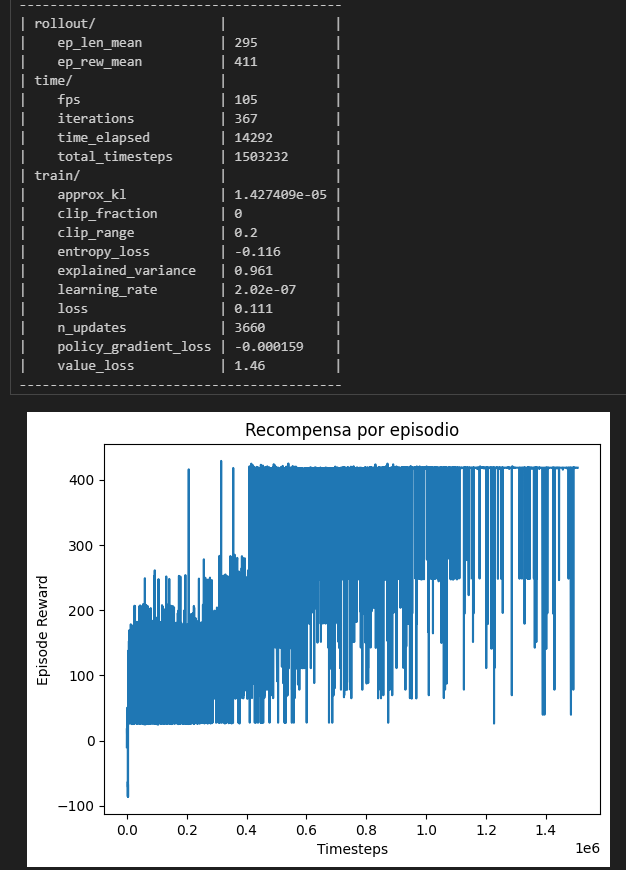 ------------------------------------------
| rollout/ | |
| ep_len_mean | 295 |
| ep_rew_mean | 411 |
| time/ | |
| fps | 105 |
| iterations | 367 |
| time_elapsed | 14292 |
| total_timesteps | 1503232 |
| train/ | |
| approx_kl | 1.427409e-05 |
| clip_fraction | 0 |
| clip_range | 0.2 |
| entropy_loss | -0.116 |
| explained_variance | 0.961 |
| learning_rate | 2.02e-07 |
| loss | 0.111 |
| n_updates | 3660 |
| policy_gradient_loss | -0.000159 |
| value_loss | 1.46 |
------------------------------------------
Recompensa por episodio
400
300
200
100
0
−100
Episode Reward
0.0 0.2 0.4 0.6 0.8 1.0 1.2 1.4
1e6
Timesteps